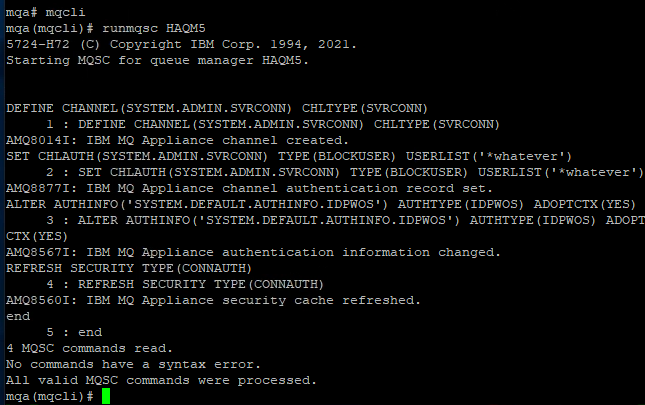 mqa# mqcli
mqa(mqcli)# runmqsc HAQM5
5724-H72 (C) Copyright IBM Corp. 1994, 2021.
Starting MQSC for queue manager HAQM5.
DEFINE CHANNEL(SYSTEM.ADMIN.SVRCONN) CHLTYPE(SVRCONN)
     1 : DEFINE CHANNEL(SYSTEM.ADMIN.SVRCONN) CHLTYPE(SVRCONN)
AMQ8014I: IBM MQ Appliance channel created.
SET CHLAUTH(SYSTEM.ADMIN.SVRCONN) TYPE(BLOCKUSER) USERLIST('*whatever')
     2 : SET CHLAUTH(SYSTEM.ADMIN.SVRCONN) TYPE(BLOCKUSER) USERLIST('*whatever')
AMQ8877I: IBM MQ Appliance channel authentication record set.
ALTER AUTHINFO('SYSTEM.DEFAULT.AUTHINFO.IDPWOS') AUTHTYPE(IDPWOS) ADOPTCTX(YES)
     3 : ALTER AUTHINFO('SYSTEM.DEFAULT.AUTHINFO.IDPWOS') AUTHTYPE(IDPWOS) ADOPT
CTX(YES)
AMQ8567I: IBM MQ Appliance authentication information changed.
REFRESH SECURITY TYPE(CONNAUTH)
     4 : REFRESH SECURITY TYPE(CONNAUTH)
AMQ8560I: IBM MQ Appliance security cache refreshed.
end
     5 : end
4 MQSC commands read.
No commands have a syntax error.
All valid MQSC commands were processed.
mqa(mqcli)#